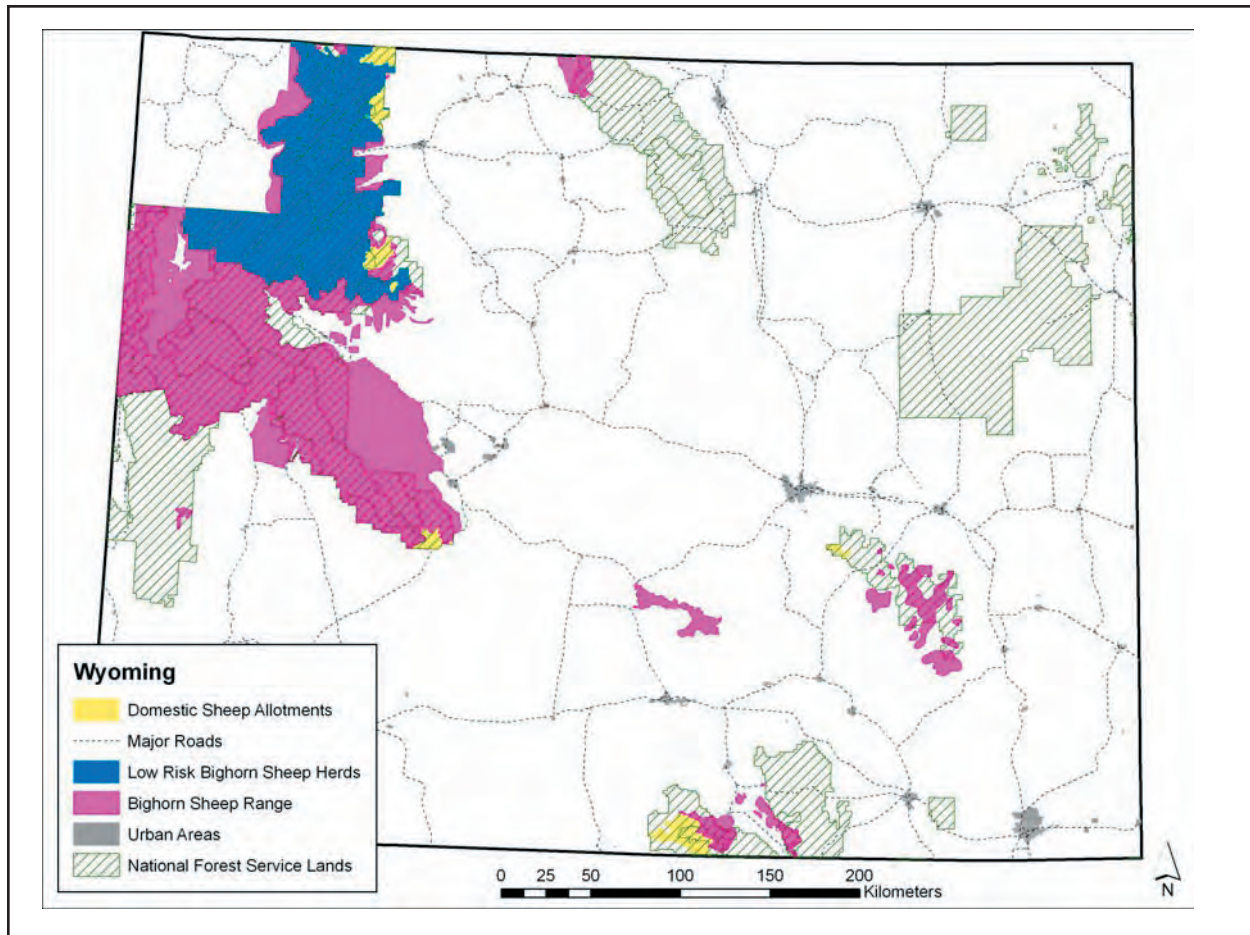 Wyoming
Domestic Sheep Allotments
Major Roads
Low Risk Bighorn Sheep Herds
Bighorn Sheep Range
Urban Areas
National Forest Service Lands
0 25 50 100 150 200
Kilometers
N